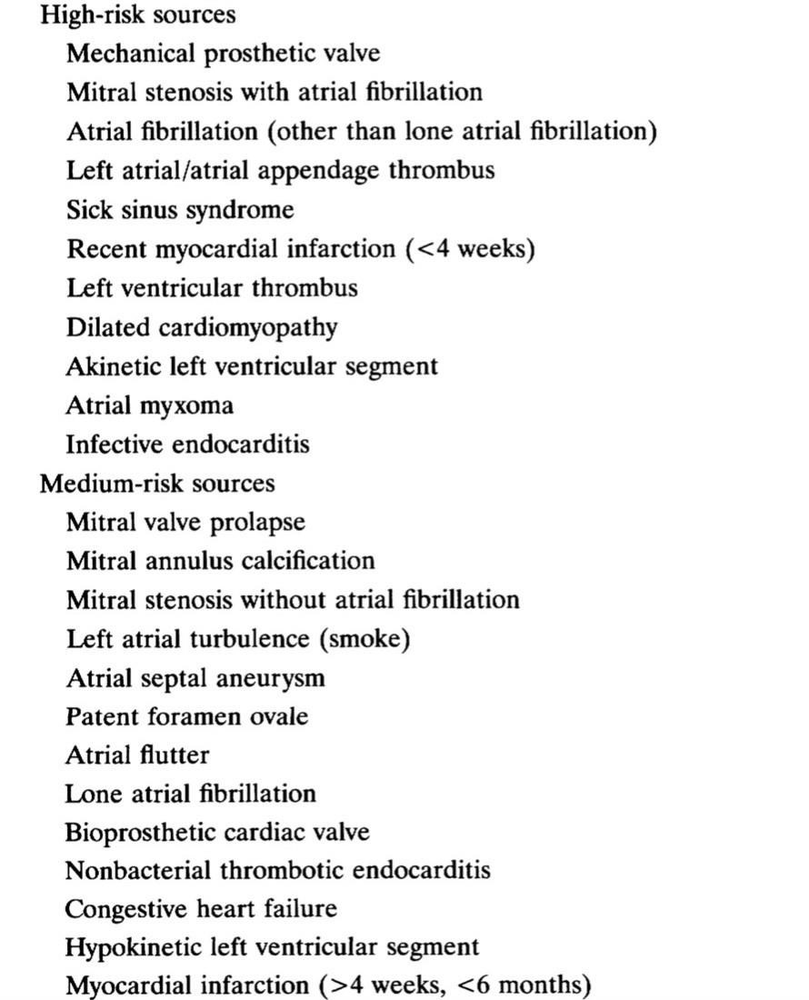 High-risk sources
Mechanical prosthetic valve
Mitral stenosis with atrial fibrillation
Atrial fibrillation (other than lone atrial fibrillation)
Left atrial/atrial appendage thrombus
Sick sinus syndrome
Recent myocardial infarction (<4 weeks)
Left ventricular thrombus
Dilated cardiomyopathy
Akinetic left ventricular segment
Atrial myxoma
Infective endocarditis
Medium-risk sources
Mitral valve prolapse
Mitral annulus calcification
Mitral stenosis without atrial fibrillation
Left atrial turbulence (smoke)
Atrial septal aneurysm
Patent foramen ovale
Atrial flutter
Lone atrial fibrillation
Bioprosthetic cardiac valve
Nonbacterial thrombotic endocarditis
Congestive heart failure
Hypokinetic left ventricular segment
Myocardial infarction (>4 weeks, <6 months)